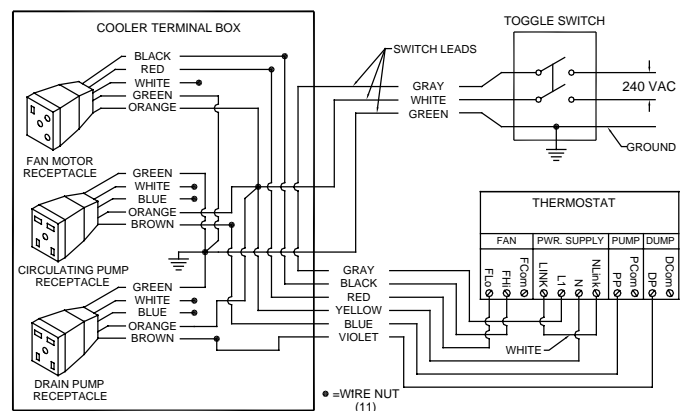 COOLER TERMINAL BOX
TOGGLE SWITCH
BLACK
RED
WHITE
GREEN
ORANGE
FAN MOTOR
RECEPTACLE
SWITCH LEADS
GRAY
WHITE
GREEN
240 VAC
GROUND
GREEN
WHITE
BLUE
ORANGE
BROWN
CIRCULATING PUMP
RECEPTACLE
GREEN
WHITE
BLUE
ORANGE
BROWN
DRAIN PUMP
RECEPTACLE
GRAY
BLACK
RED
YELLOW
BLUE
VIOLET
THERMOSTAT
FAN
PWR. SUPPLY
PUMP
DUMP
FLo
FHi
FCom
LINK
L1
N
NLink
PP
PCom
DP
DCom
WHITE
=WIRE NUT
(11)